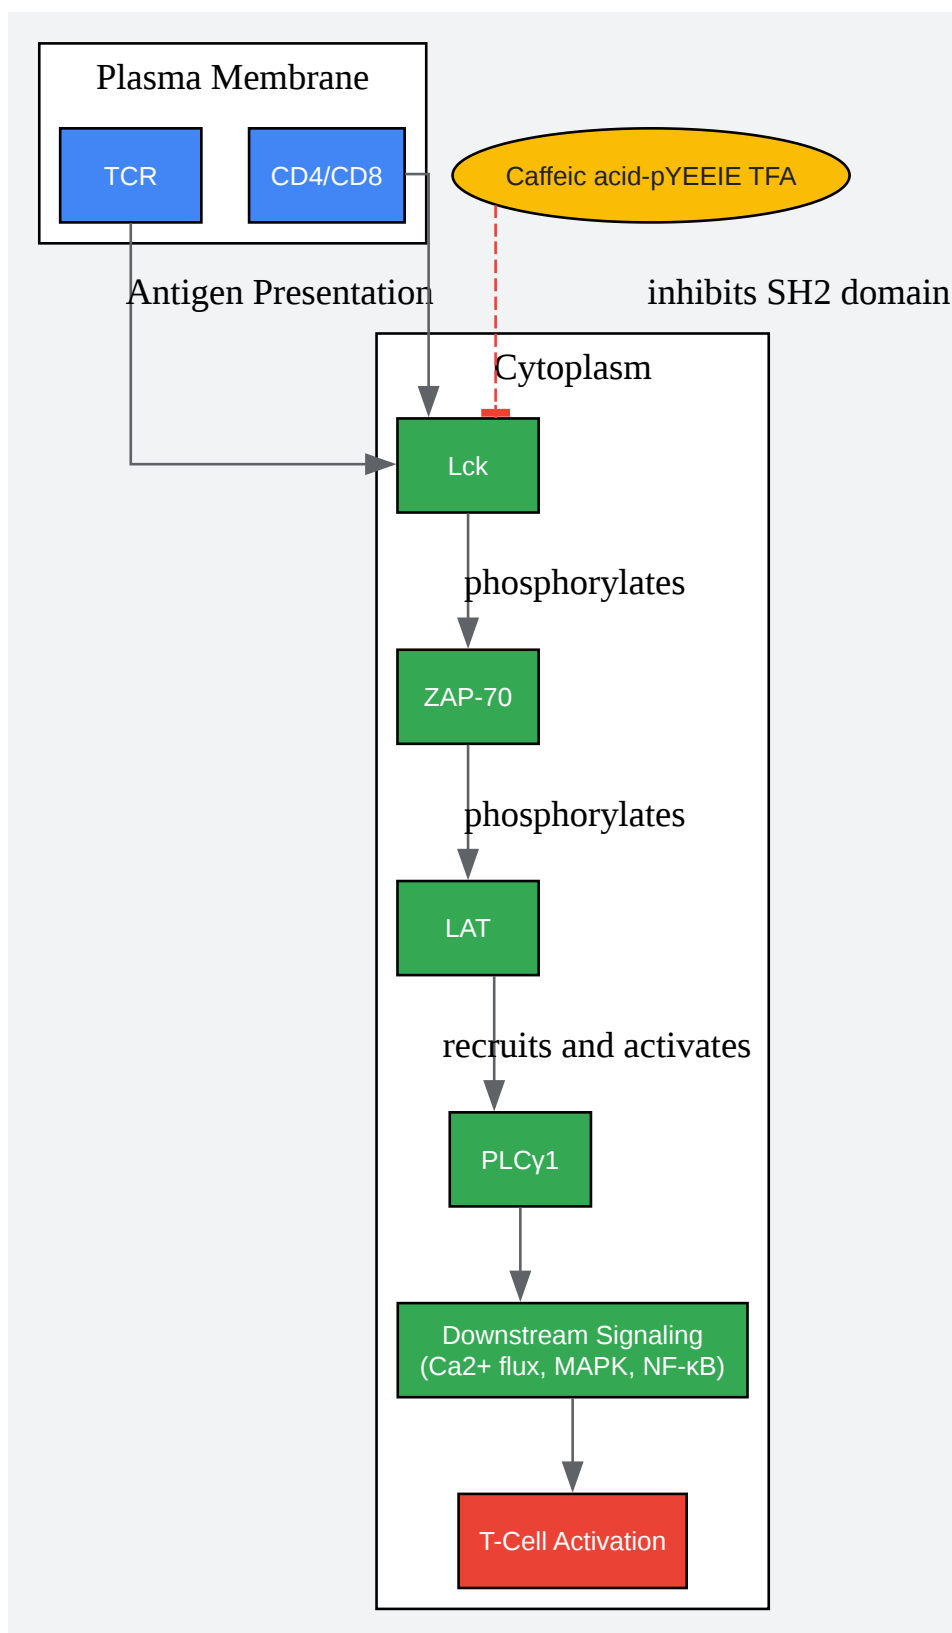 Plasma Membrane
TCR
CD4/CD8
Caffeic acid-pYEEIE TFA
Antigen Presentation
inhibits SH2 domain
Cytoplasm
Lck
phosphorylates
ZAP-70
phosphorylates
LAT
recruits and activates
PLCγ1
Downstream Signaling
(Ca2+ flux, MAPK, NF-κB)
T-Cell Activation